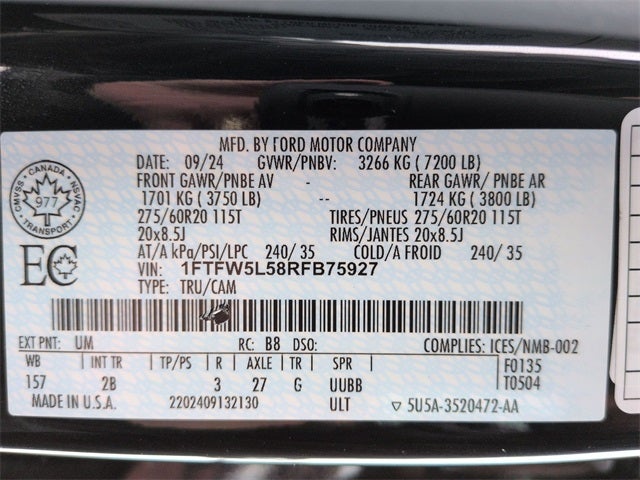 MFD. BY FORD MOTOR COMPANY
DATE: 09/24 GVWR/PNBV: 3266 KG ( 7200 LB)
FRONT GAWR/PNBE AV - REAR GAWR/ PNBE AR
1701 KG ( 3750 LB) -- 1724 KG ( 3800 LB)
275/60R20 115T TIRES/PNEUS 275/60R20 115T
20x8.5J RIMS/JANTES 20x8.5J
AT/A kPa/PSI/LPC 240/ 35 COLD/A FROID 240/ 35
VIN: 1FTFW5L58RFB75927
TYPE: TRU/CAM
CMVSS · CANADA · NSVAC
977
EC
EXT PNT: UM RC: B8 DSO: COMPLIES: ICES/NMB-002
WB INT TR TP/PS R AXLE TR SPR F0135
157 2B 3 27 G UUBB T0504
MADE IN U.S.A. 2202409132130 ULT ▽ 5U5A-3520472-AA